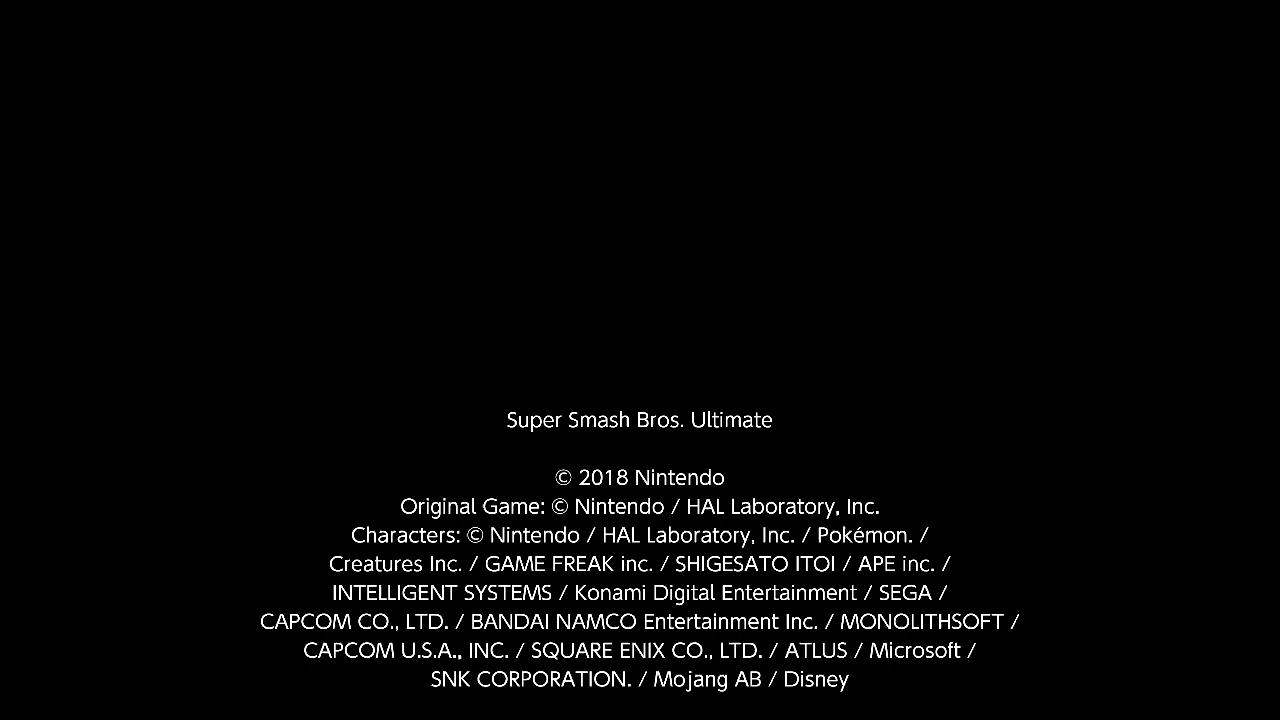 Super Smash Bros. Ultimate
© 2018 Nintendo
Original Game: © Nintendo / HAL Laboratory, Inc.
Characters: © Nintendo / HAL Laboratory, Inc. / Pokémon. /
Creatures Inc. / GAME FREAK inc. / SHIGESATO ITOI / APE inc. /
INTELLIGENT SYSTEMS / Konami Digital Entertainment / SEGA /
CAPCOM CO., LTD. / BANDAI NAMCO Entertainment Inc. / MONOLITHSOFT /
CAPCOM U.S.A., INC. / SQUARE ENIX CO., LTD. / ATLUS / Microsoft /
SNK CORPORATION. / Mojang AB / Disney